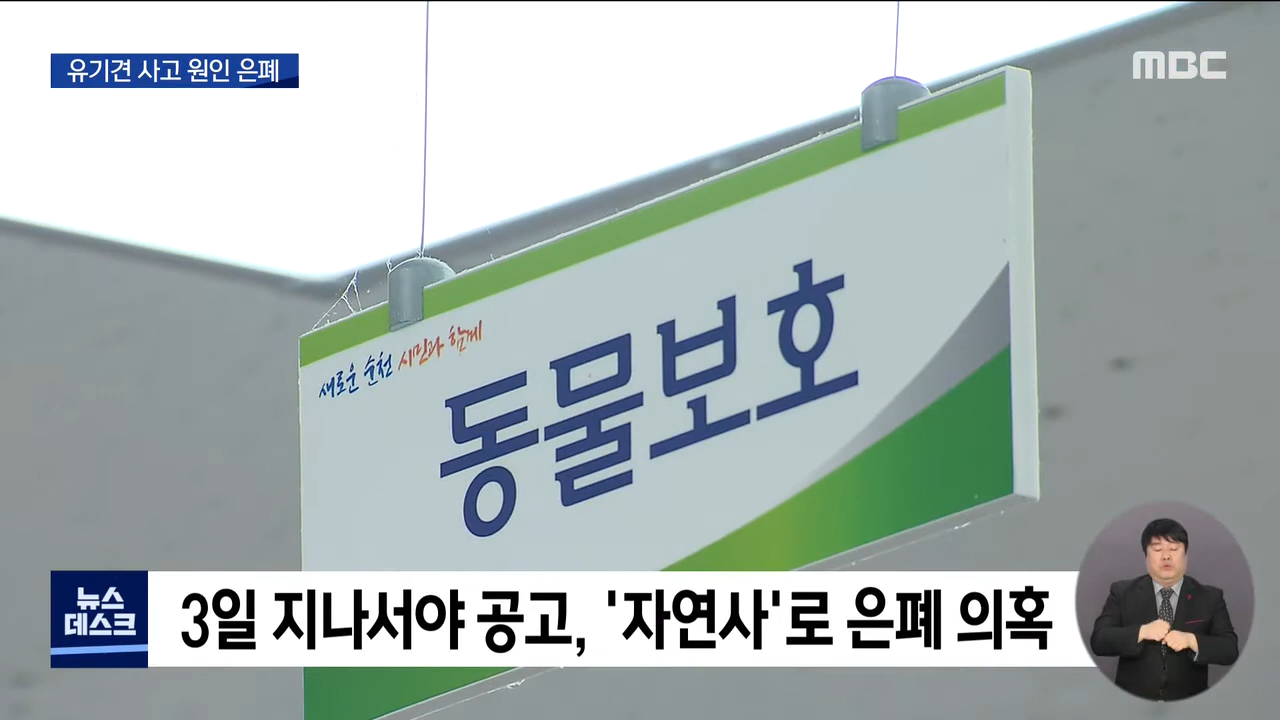 유기견 사고 원인 은폐
MBC
새로운 순천 시민과 함께
동물보호
뉴스
데스크
3일 지나서야 공고, '자연사'로 은폐 의혹